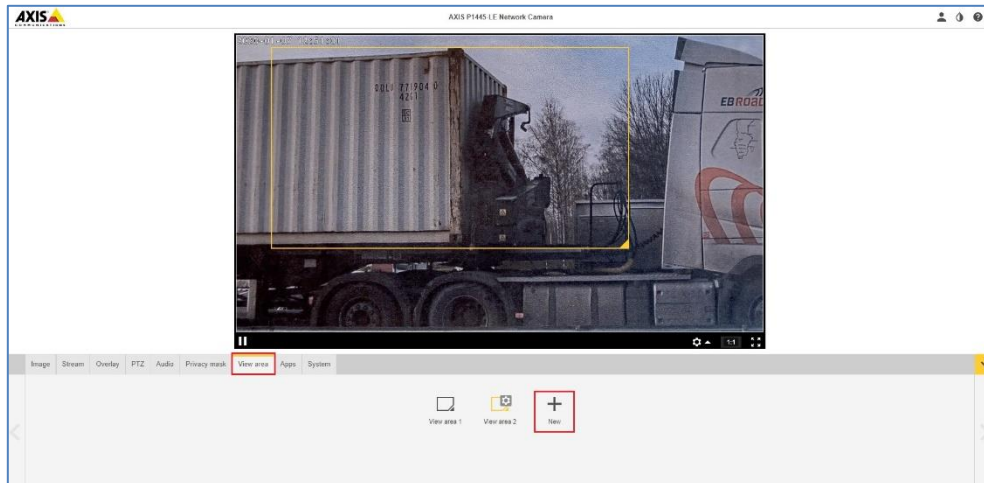 AXIS
COMMUNICATIONS
AXIS P1445-LE Network Camera
EBROAD
1:1
Image Stream Overlay PTZ Audio Privacy mask View area Apps System
View area 1 View area 2 New